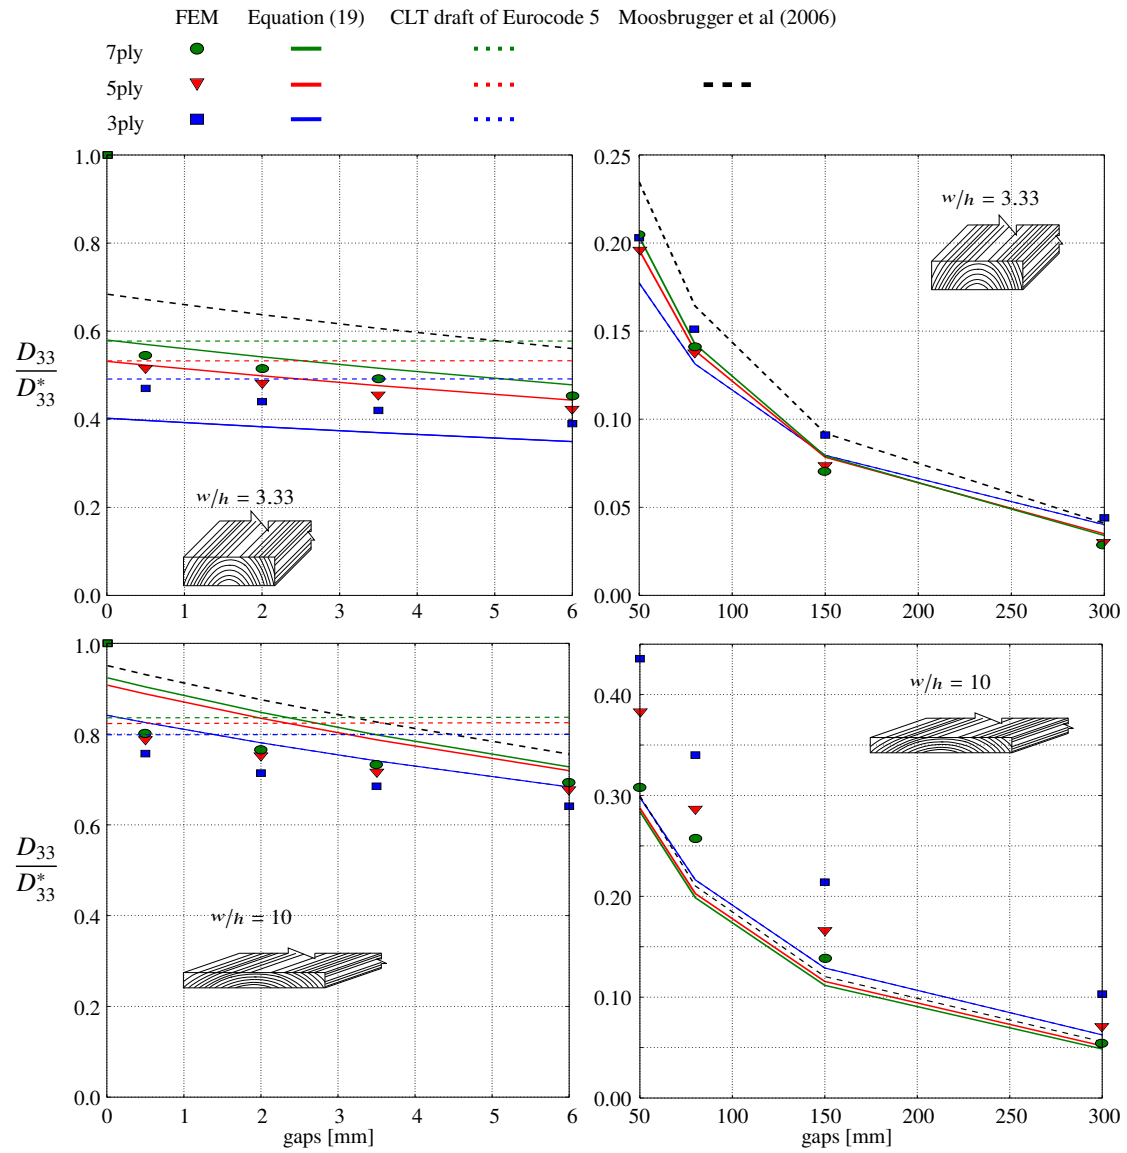 FEM Equation (19) CLT draft of Eurocode 5 Moosbrugger et al (2006)
7ply
5ply
3ply
1.0
0.8
0.6
0.4
0.2
0.0
D33
D*33
w/h = 3.33
0 1 2 3 4 5 6
0.25
0.20
0.15
0.10
0.05
0.00
w/h = 3.33
50 100 150 200 250 300
1.0
0.8
0.6
0.4
0.2
0.0
D33
D*33
w/h = 10
0 1 2 3 4 5 6
gaps [mm]
0.40
0.30
0.20
0.10
0.00
w/h = 10
50 100 150 200 250 300
gaps [mm]